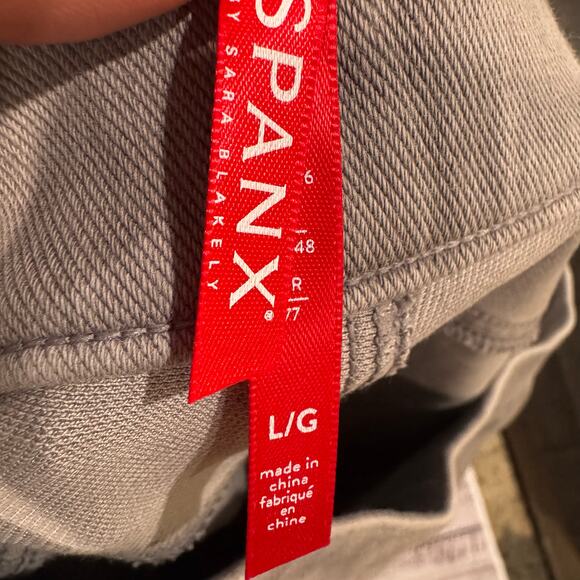 SPANX®
BY SARA BLAKELY
6
48
R
77
L/G
made in
china
fabriqué
en
chine